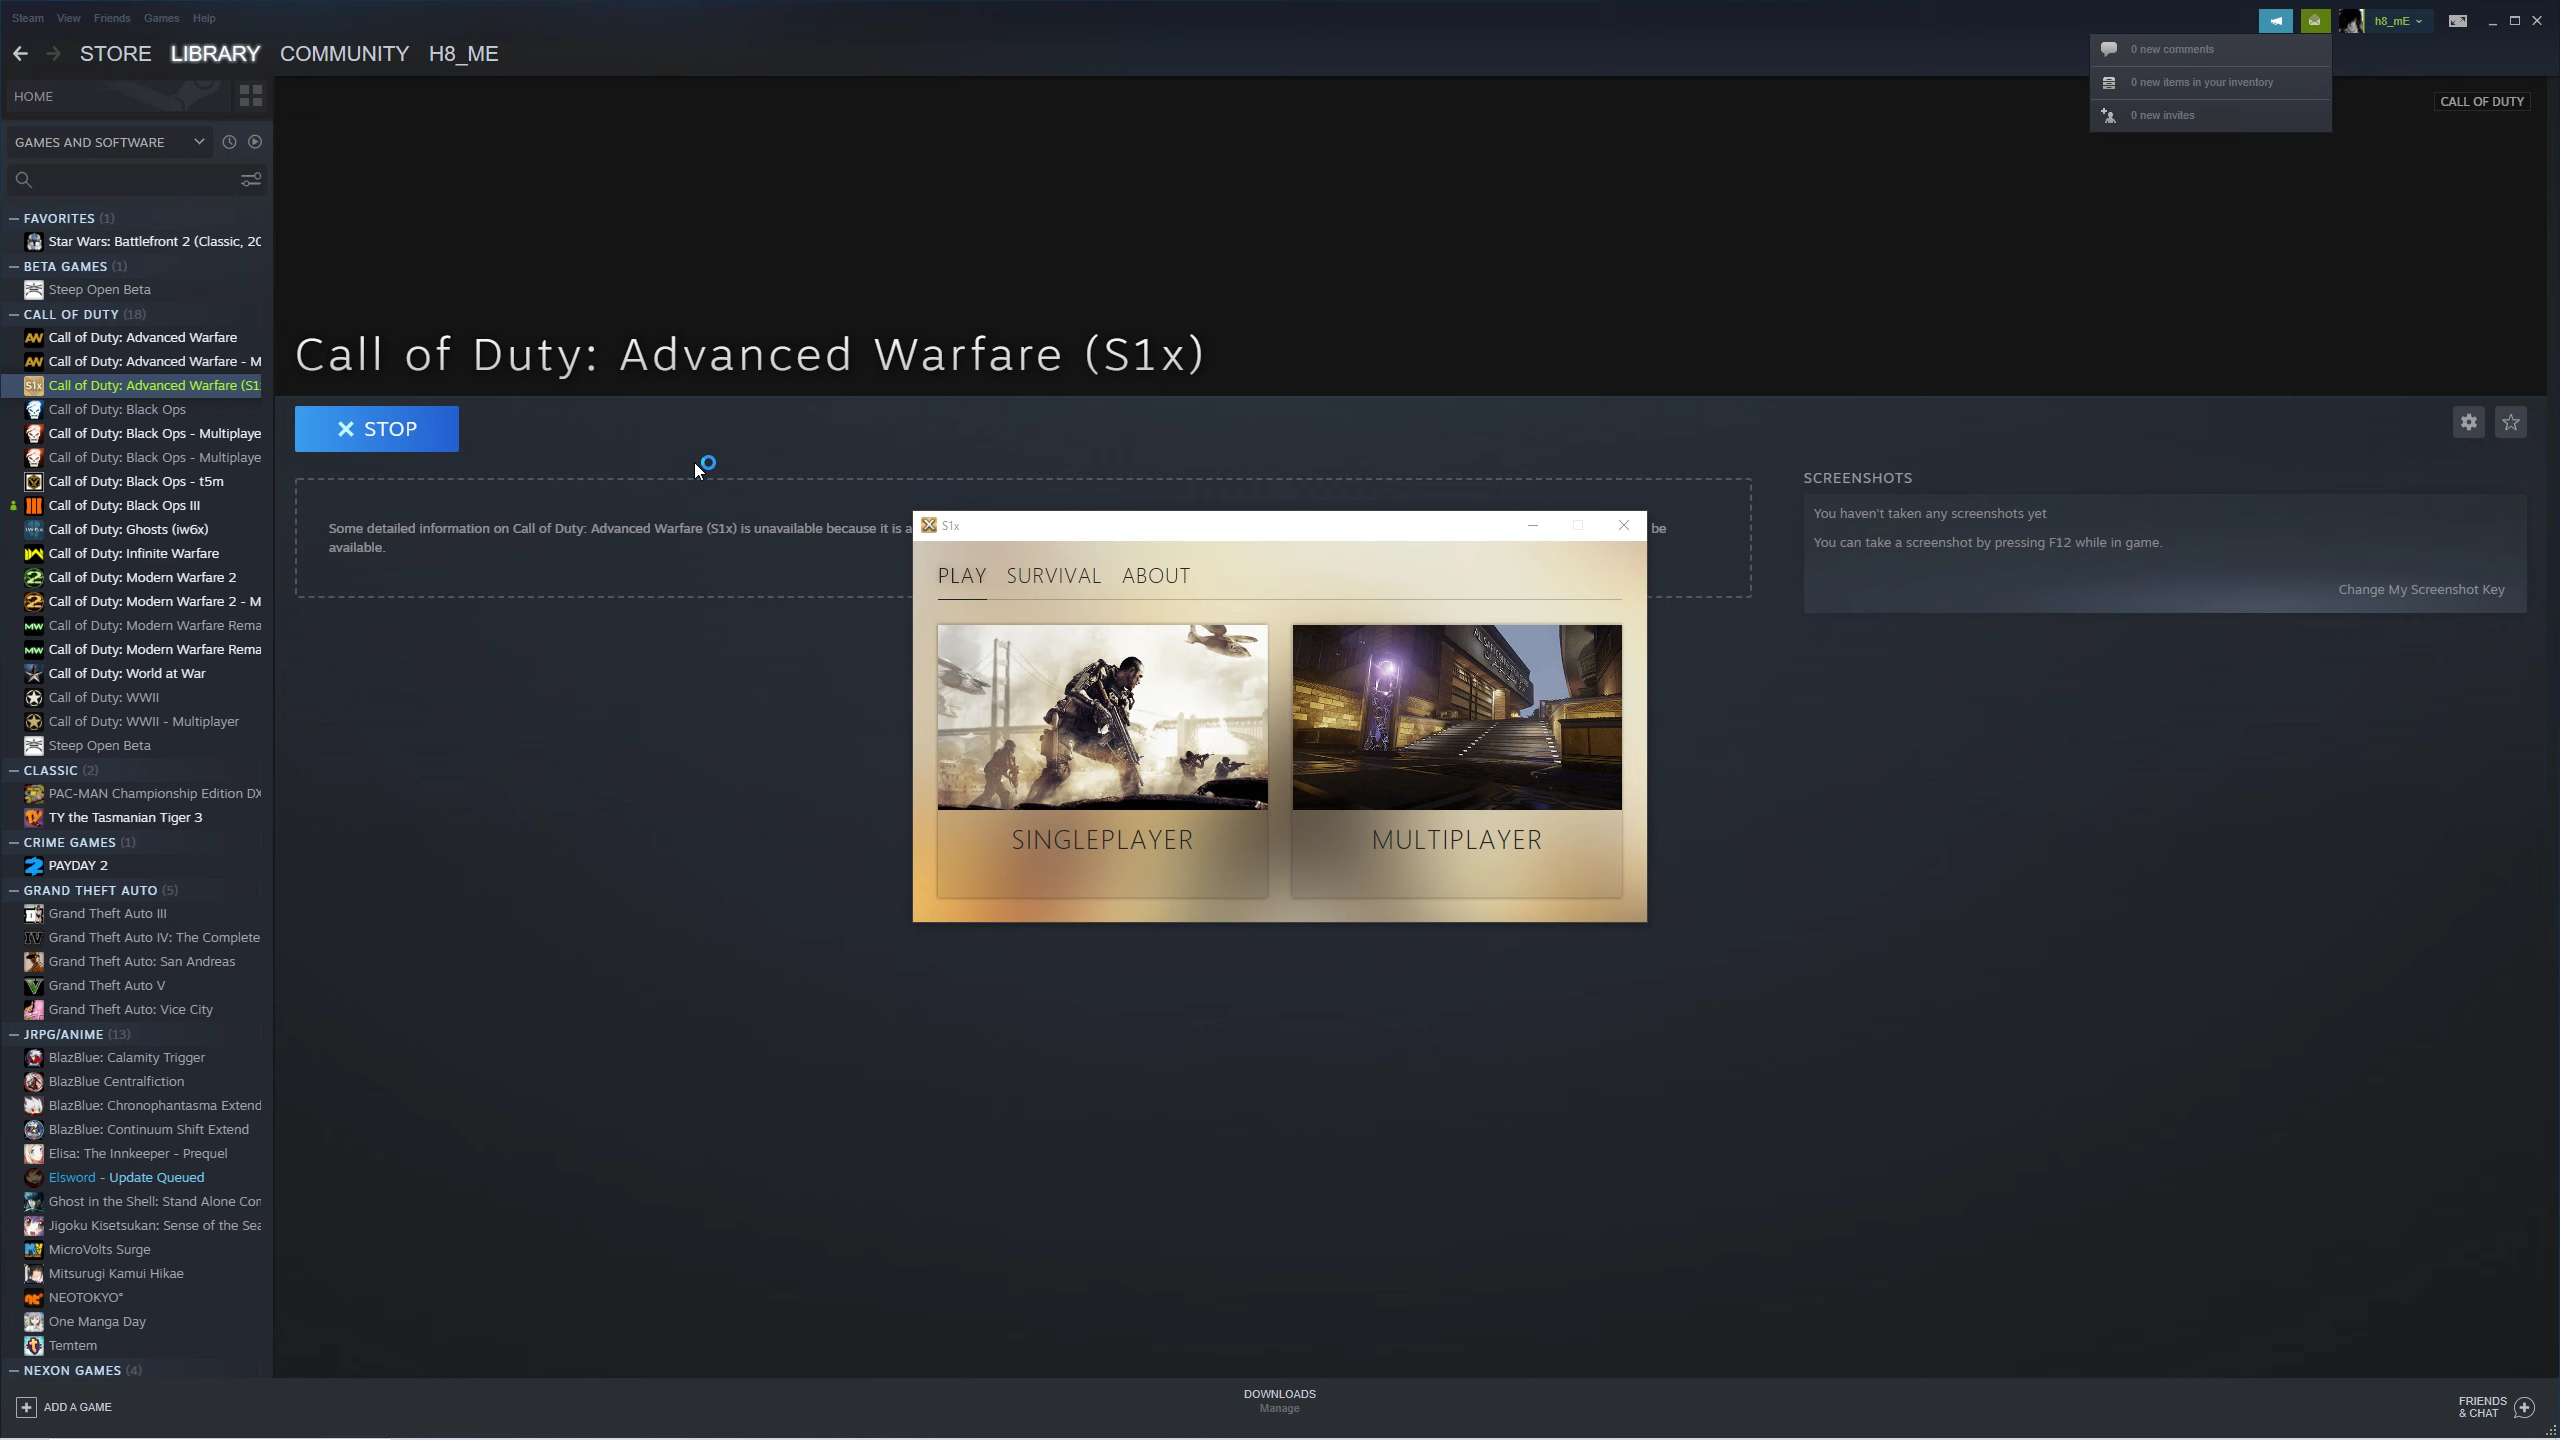 Steam View Friends Games Help
h8_mE
STORE LIBRARY COMMUNITY H8_ME
0 new comments
0 new items in your inventory
0 new invites
HOME
CALL OF DUTY
GAMES AND SOFTWARE
FAVORITES (1)
Star Wars: Battlefront 2 (Classic, 20
BETA GAMES (1)
Steep Open Beta
CALL OF DUTY (18)
Call of Duty: Advanced Warfare
Call of Duty: Advanced Warfare - M
S1x Call of Duty: Advanced Warfare (S1
Call of Duty: Black Ops
Call of Duty: Black Ops - Multiplaye
Call of Duty: Black Ops - Multiplaye
Call of Duty: Black Ops - t5m
Call of Duty: Black Ops III
Call of Duty: Ghosts (iw6x)
Call of Duty: Infinite Warfare
Call of Duty: Modern Warfare 2
Call of Duty: Modern Warfare 2 - M
Call of Duty: Modern Warfare Rema
Call of Duty: Modern Warfare Rema
Call of Duty: World at War
Call of Duty: WWII
Call of Duty: WWII - Multiplayer
Steep Open Beta
CLASSIC (2)
PAC-MAN Championship Edition DX
TY the Tasmanian Tiger 3
CRIME GAMES (1)
PAYDAY 2
GRAND THEFT AUTO (5)
Grand Theft Auto III
Grand Theft Auto IV: The Complete
Grand Theft Auto: San Andreas
Grand Theft Auto V
Grand Theft Auto: Vice City
JRPG/ANIME (13)
BlazBlue: Calamity Trigger
BlazBlue Centralfiction
BlazBlue: Chronophantasma Extend
BlazBlue: Continuum Shift Extend
Elisa: The Innkeeper - Prequel
Elsword - Update Queued
Ghost in the Shell: Stand Alone Con
Jigoku Kisetsukan: Sense of the Sea
MicroVolts Surge
Mitsurugi Kamui Hikae
NEOTOKYO°
One Manga Day
Temtem
NEXON GAMES (4)
ADD A GAME
Call of Duty: Advanced Warfare (S1x)
STOP
Some detailed information on Call of Duty: Advanced Warfare (S1x) is unavailable because it is a
be
available.
S1x
PLAY SURVIVAL ABOUT
SINGLEPLAYER
MULTIPLAYER
SCREENSHOTS
You haven't taken any screenshots yet
You can take a screenshot by pressing F12 while in game.
Change My Screenshot Key
DOWNLOADS
Manage
FRIENDS
& CHAT